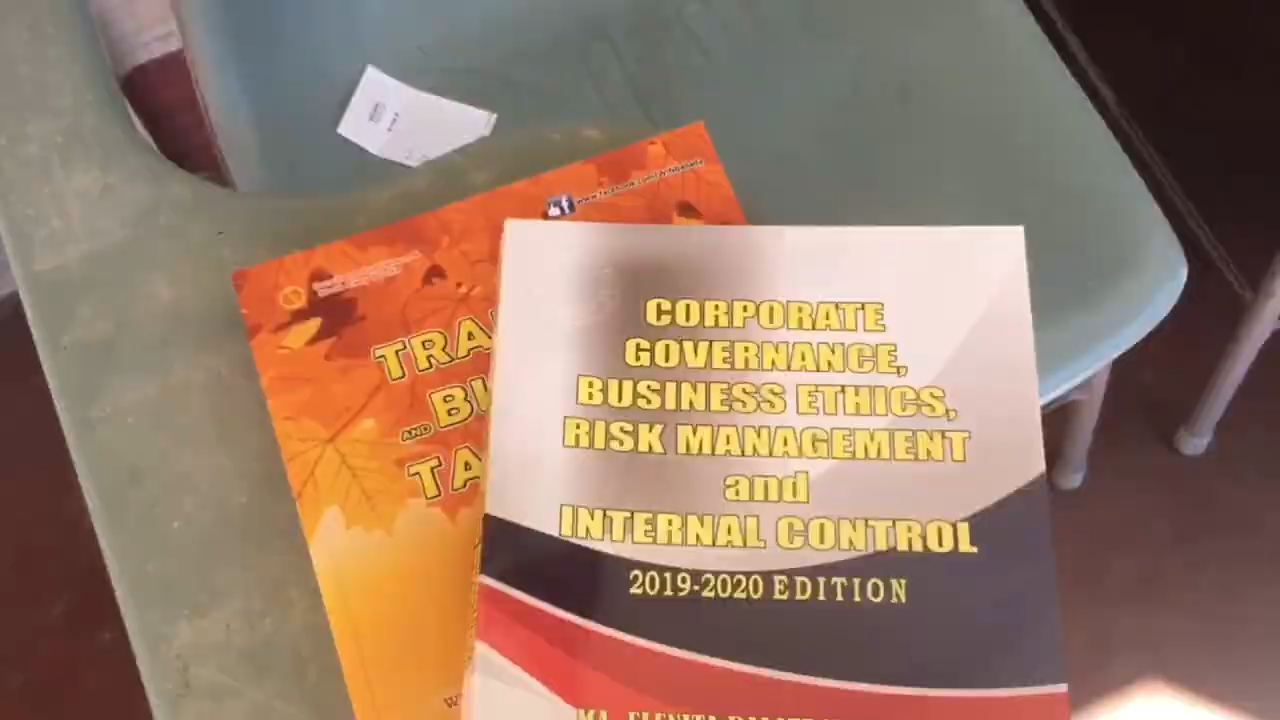 TRA
AND BU
TA
CORPORATE
GOVERNANCE,
BUSINESS ETHICS,
RISK MANAGEMENT
and
INTERNAL CONTROL
2019-2020 EDITION